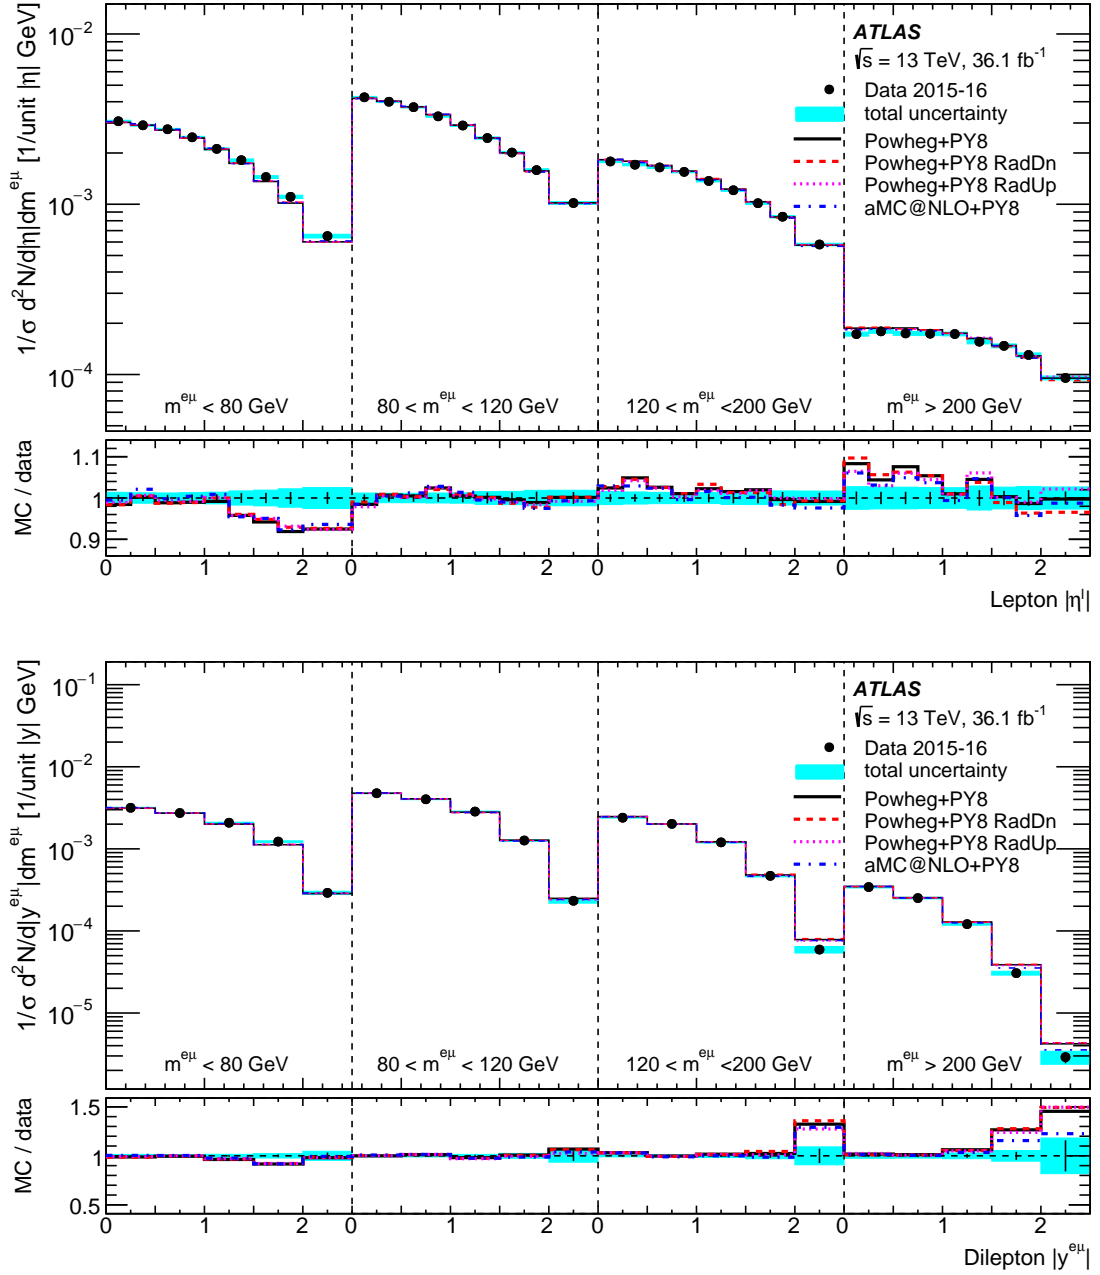 1/σ d²N/d|η|dm^eμ [1/unit |η| GeV]
10⁻²
10⁻³
10⁻⁴
ATLAS
√s = 13 TeV, 36.1 fb⁻¹
Data 2015-16
total uncertainty
Powheg+PY8
Powheg+PY8 RadDn
Powheg+PY8 RadUp
aMC@NLO+PY8
m^eμ < 80 GeV 80 < m^eμ < 120 GeV 120 < m^eμ <200 GeV m^eμ > 200 GeV
MC / data
1.1
1
0.9
0 1 2 0 1 2 0 1 2 0 1 2
Lepton |η^l|
1/σ d²N/d|y^eμ|dm^eμ [1/unit |y| GeV]
10⁻¹
10⁻²
10⁻³
10⁻⁴
10⁻⁵
ATLAS
√s = 13 TeV, 36.1 fb⁻¹
Data 2015-16
total uncertainty
Powheg+PY8
Powheg+PY8 RadDn
Powheg+PY8 RadUp
aMC@NLO+PY8
m^eμ < 80 GeV 80 < m^eμ < 120 GeV 120 < m^eμ <200 GeV m^eμ > 200 GeV
MC / data
1.5
1
0.5
0 1 2 0 1 2 0 1 2 0 1 2
Dilepton |y^eμ|